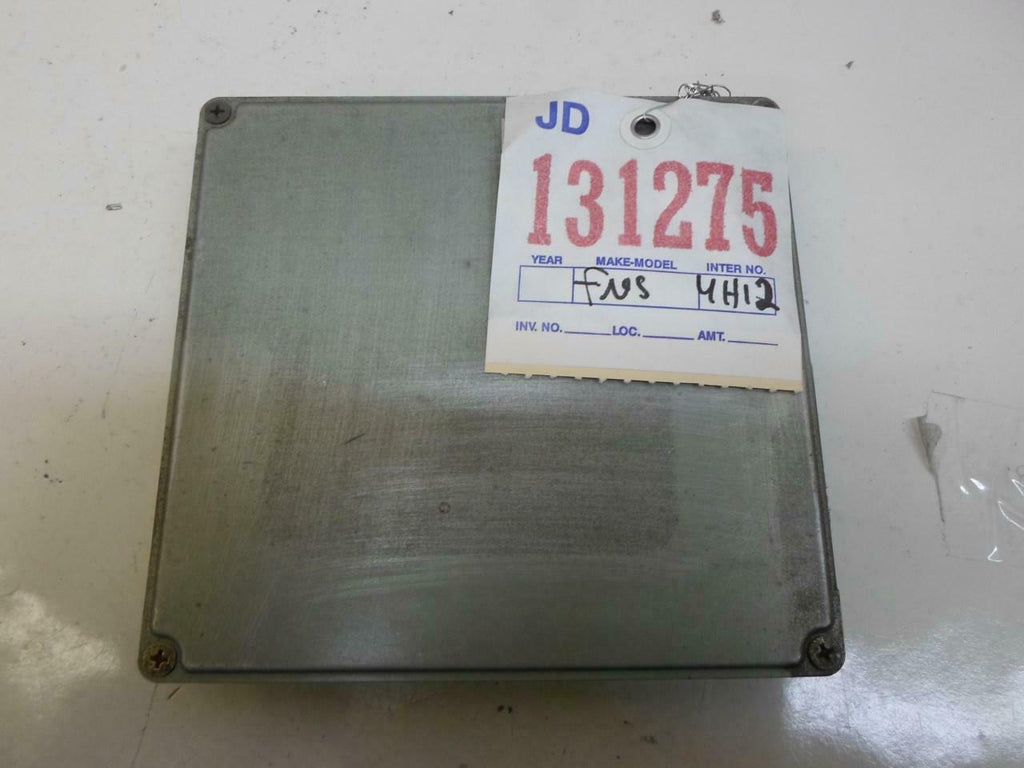 JD
131275
YEAR MAKE-MODEL INTER NO.
FNS 4H12
INV. NO. LOC. AMT.